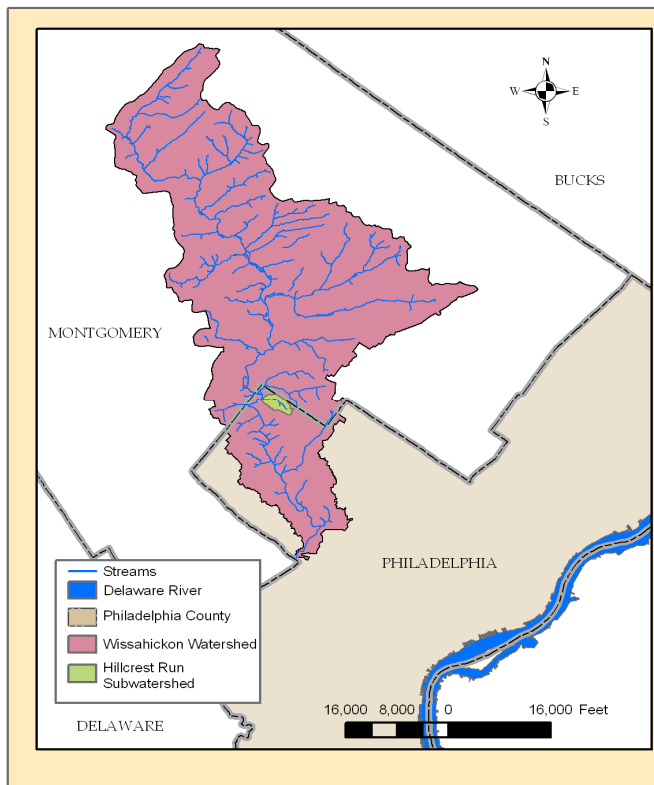 N
W E
S
BUCKS
MONTGOMERY
PHILADELPHIA
Streams
Delaware River
Philadelphia County
Wissahickon Watershed
Hillcrest Run
Subwatershed
DELAWARE
16,000 8,000 0 16,000 Feet